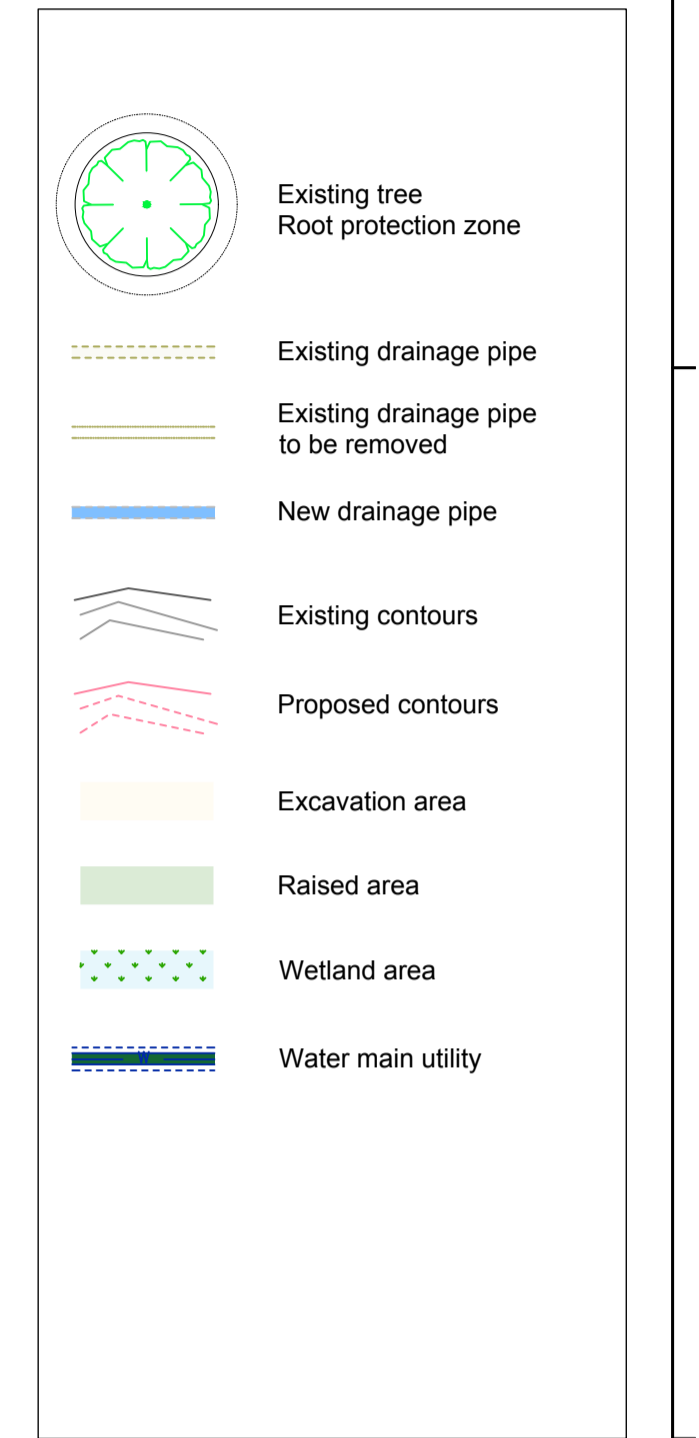 Existing tree
Root protection zone
Existing drainage pipe
Existing drainage pipe
to be removed
New drainage pipe
Existing contours
Proposed contours
Excavation area
Raised area
Wetland area
W
Water main utility